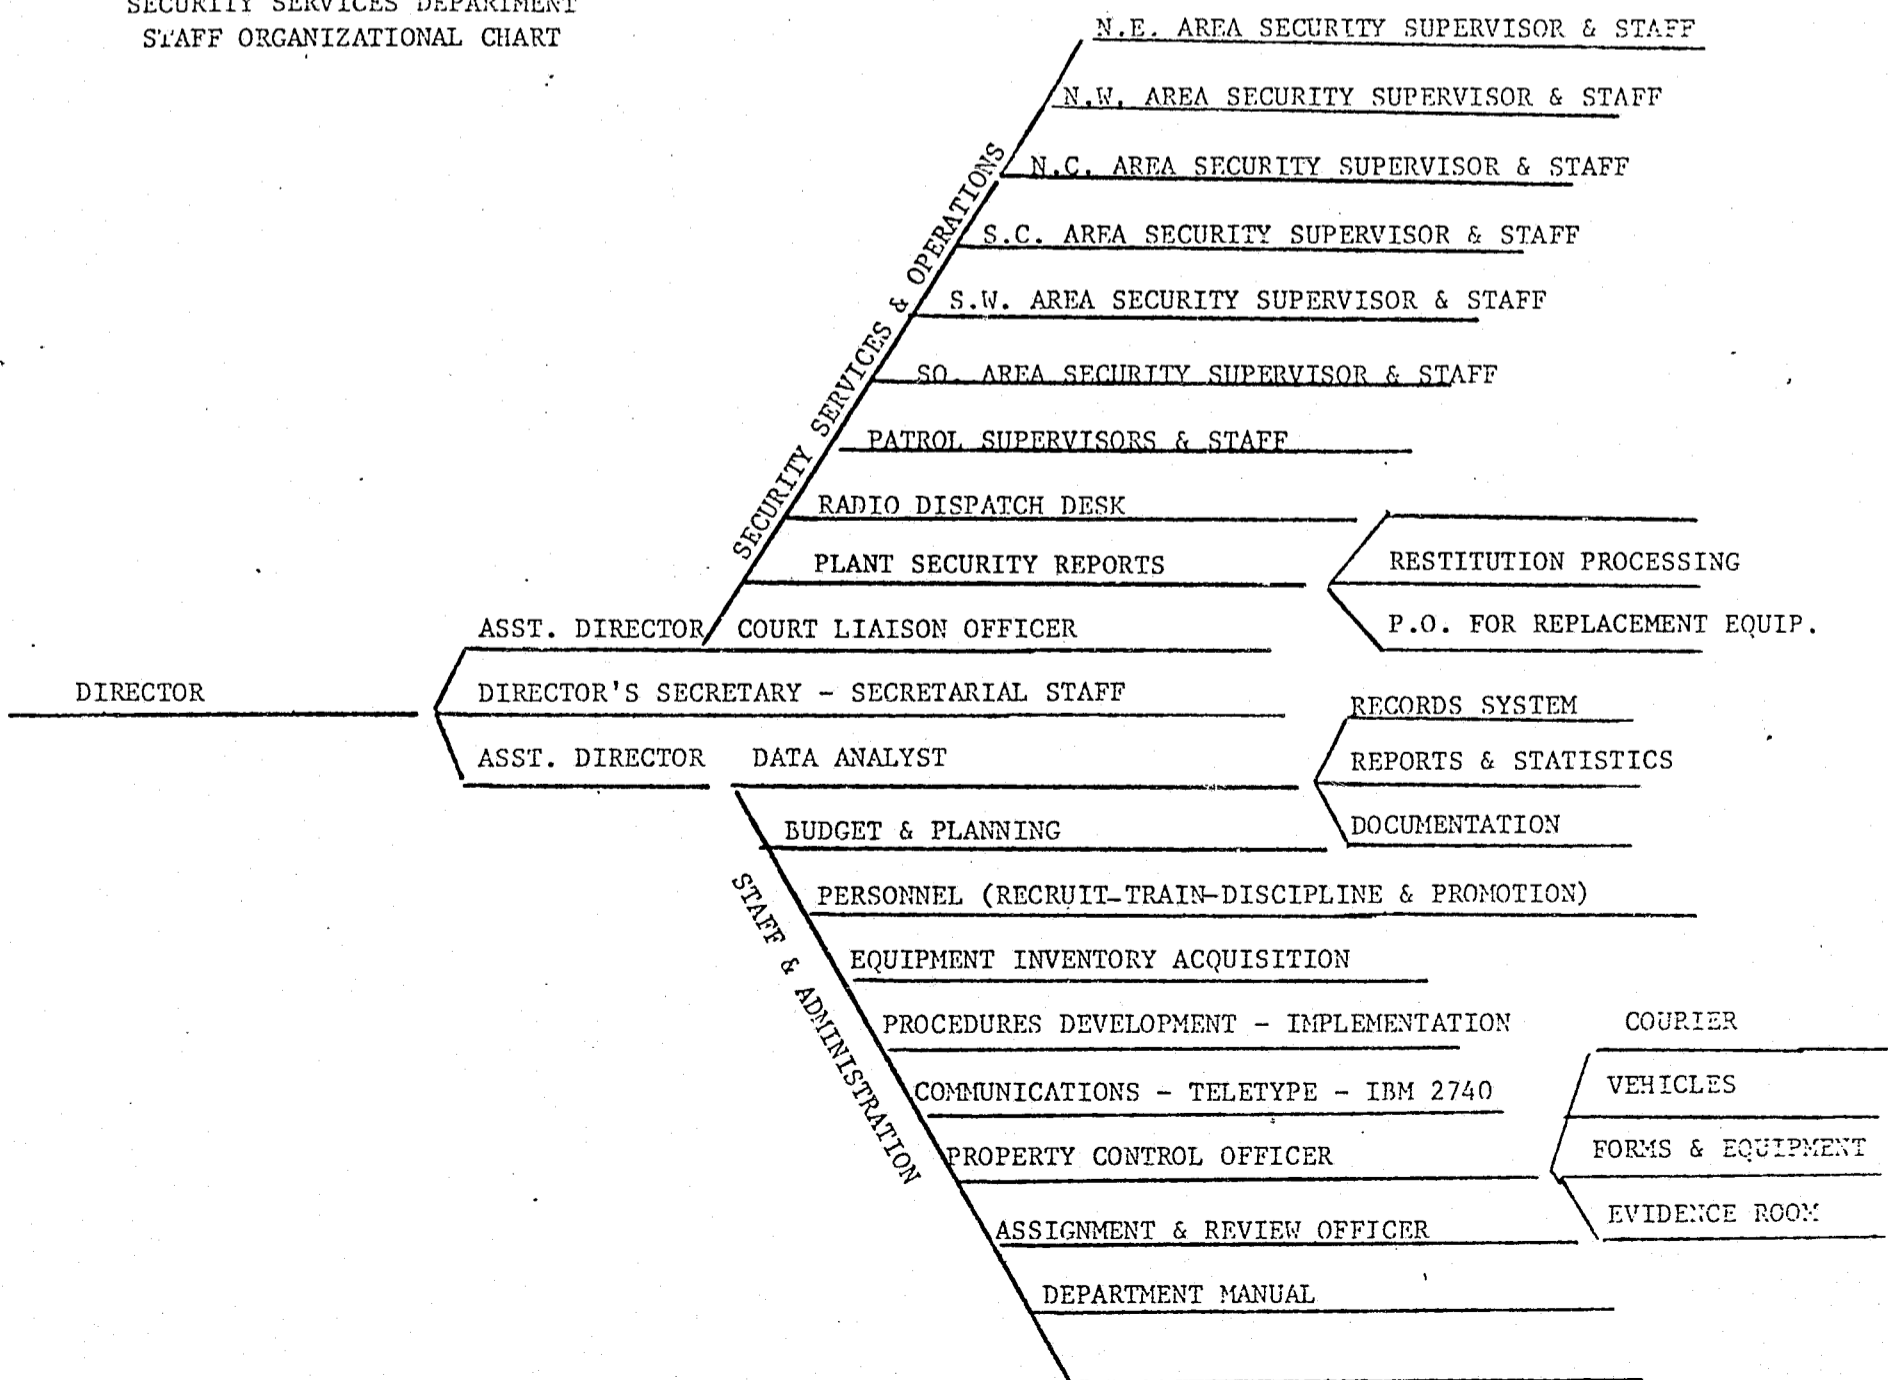 SECURITY SERVICES DEPARTMENT
STAFF ORGANIZATIONAL CHART
N.E. AREA SECURITY SUPERVISOR & STAFF
N.W. AREA SECURITY SUPERVISOR & STAFF
N.C. AREA SECURITY SUPERVISOR & STAFF
S.C. AREA SECURITY SUPERVISOR & STAFF
S.W. AREA SECURITY SUPERVISOR & STAFF
SO. AREA SECURITY SUPERVISOR & STAFF
PATROL SUPERVISORS & STAFF
RADIO DISPATCH DESK
SECURITY SERVICES & OPERATIONS
PLANT SECURITY REPORTS
RESTITUTION PROCESSING
P.O. FOR REPLACEMENT EQUIP.
ASST. DIRECTOR COURT LIAISON OFFICER
DIRECTOR
DIRECTOR'S SECRETARY - SECRETARIAL STAFF
ASST. DIRECTOR DATA ANALYST
RECORDS SYSTEM
REPORTS & STATISTICS
DOCUMENTATION
BUDGET & PLANNING
STAFF & ADMINISTRATION
PERSONNEL (RECRUIT-TRAIN-DISCIPLINE & PROMOTION)
EQUIPMENT INVENTORY ACQUISITION
PROCEDURES DEVELOPMENT - IMPLEMENTATION
COMMUNICATIONS - TELETYPE - IBM 2740
PROPERTY CONTROL OFFICER
COURIER
VEHICLES
FORMS & EQUIPMENT
EVIDENCE ROOM
ASSIGNMENT & REVIEW OFFICER
DEPARTMENT MANUAL